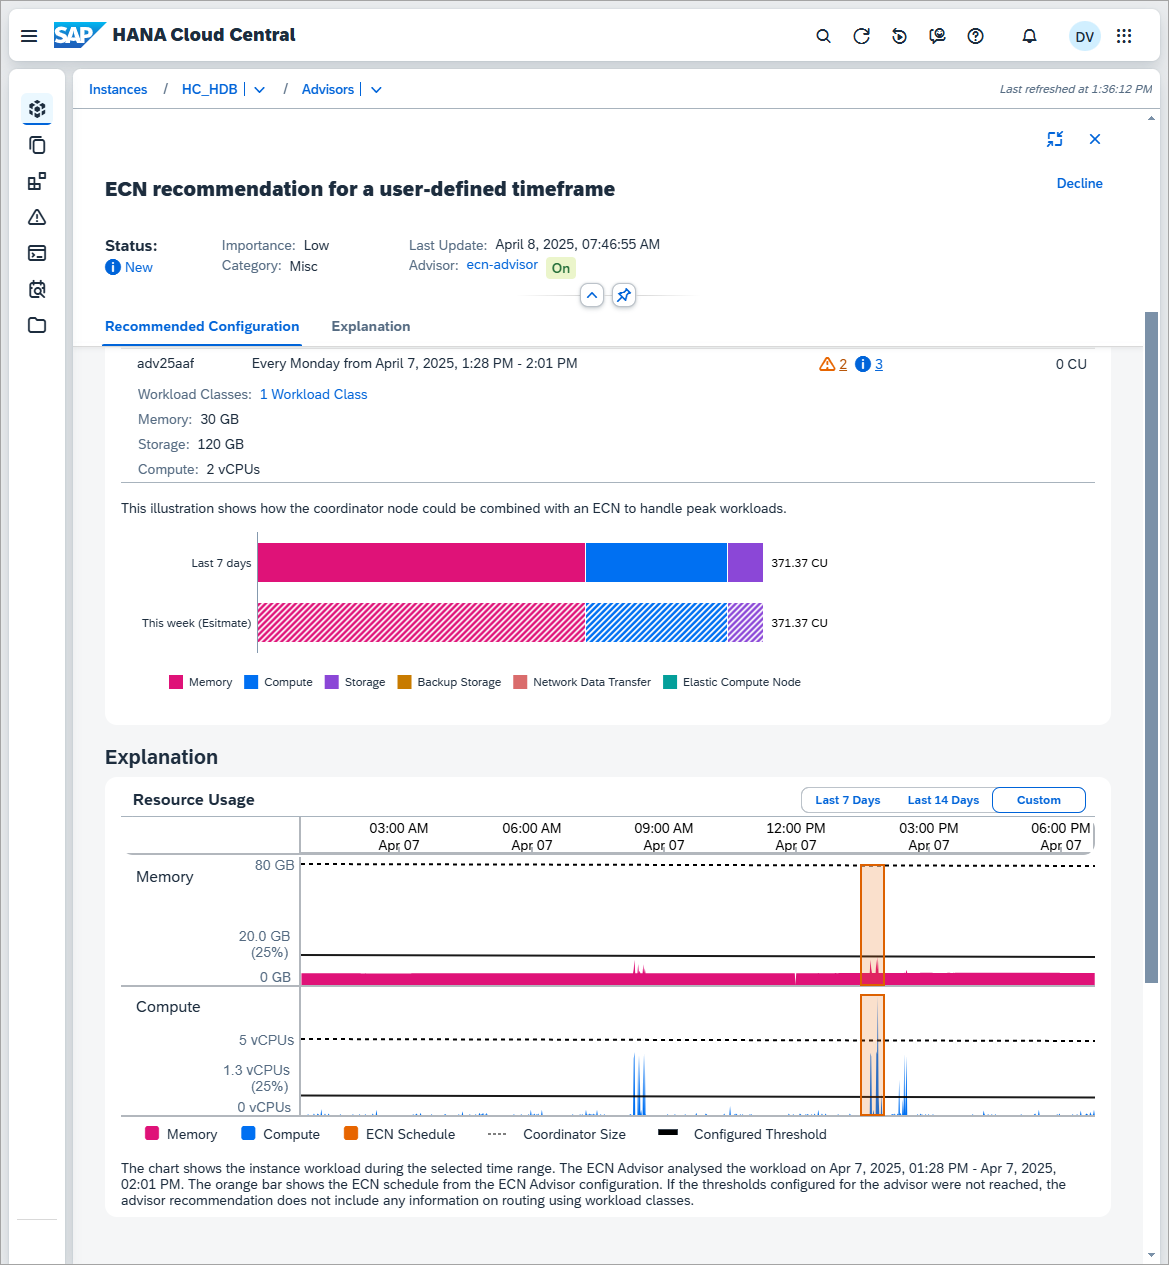 SAP HANA Cloud Central
DV
Instances / HC_HDB / Advisors
Last refreshed at 1:36:12 PM
ECN recommendation for a user-defined timeframe
Decline
Status: Importance: Low Last Update: April 8, 2025, 07:46:55 AM
New Category: Misc Advisor: ecn-advisor On
Recommended Configuration Explanation
adv25aaf Every Monday from April 7, 2025, 1:28 PM - 2:01 PM 2 3 0 CU
Workload Classes: 1 Workload Class
Memory: 30 GB
Storage: 120 GB
Compute: 2 vCPUs
This illustration shows how the coordinator node could be combined with an ECN to handle peak workloads.
Last 7 days 371.37 CU
This week (Esitmate) 371.37 CU
Memory Compute Storage Backup Storage Network Data Transfer Elastic Compute Node
Explanation
Resource Usage Last 7 Days Last 14 Days Custom
03:00 AM 06:00 AM 09:00 AM 12:00 PM 03:00 PM 06:00 PM
Apr, 07 Apr, 07 Apr, 07 Apr, 07 Apr, 07 Apr, 07
80 GB
Memory
20.0 GB
(25%)
0 GB
Compute
5 vCPUs
1.3 vCPUs
(25%)
0 vCPUs
Memory Compute ECN Schedule Coordinator Size Configured Threshold
The chart shows the instance workload during the selected time range. The ECN Advisor analysed the workload on Apr 7, 2025, 01:28 PM - Apr 7, 2025,
02:01 PM. The orange bar shows the ECN schedule from the ECN Advisor configuration. If the thresholds configured for the advisor were not reached, the
advisor recommendation does not include any information on routing using workload classes.